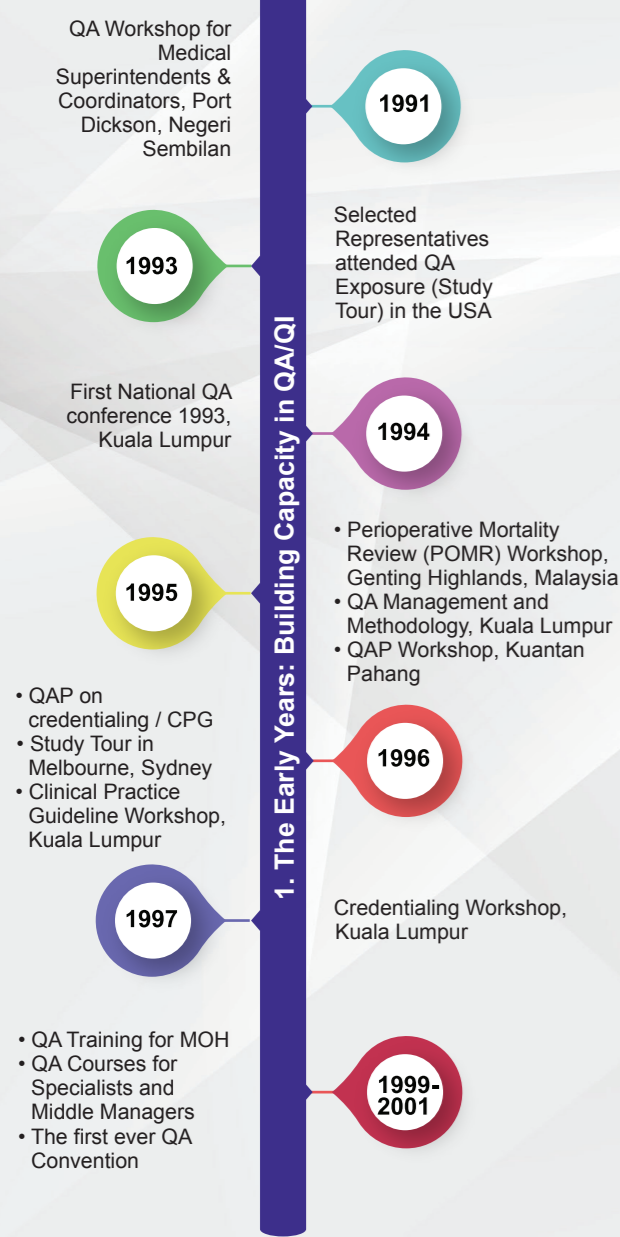 QA Workshop for
Medical
Superintendents &
Coordinators, Port
Dickson, Negeri
Sembilan
1991
Selected
Representatives
attended QA
Exposure (Study
Tour) in the USA
1993
First National QA
conference 1993,
Kuala Lumpur
1994
• Perioperative Mortality
Review (POMR) Workshop,
Genting Highlands, Malaysia
• QA Management and
Methodology, Kuala Lumpur
• QAP Workshop, Kuantan
Pahang
1995
• QAP on
credentialing / CPG
• Study Tour in
Melbourne, Sydney
• Clinical Practice
Guideline Workshop,
Kuala Lumpur
1996
Credentialing Workshop,
Kuala Lumpur
1997
• QA Training for MOH
• QA Courses for
Specialists and
Middle Managers
• The first ever QA
Convention
1999-
2001
1. The Early Years: Building Capacity in QA/QI